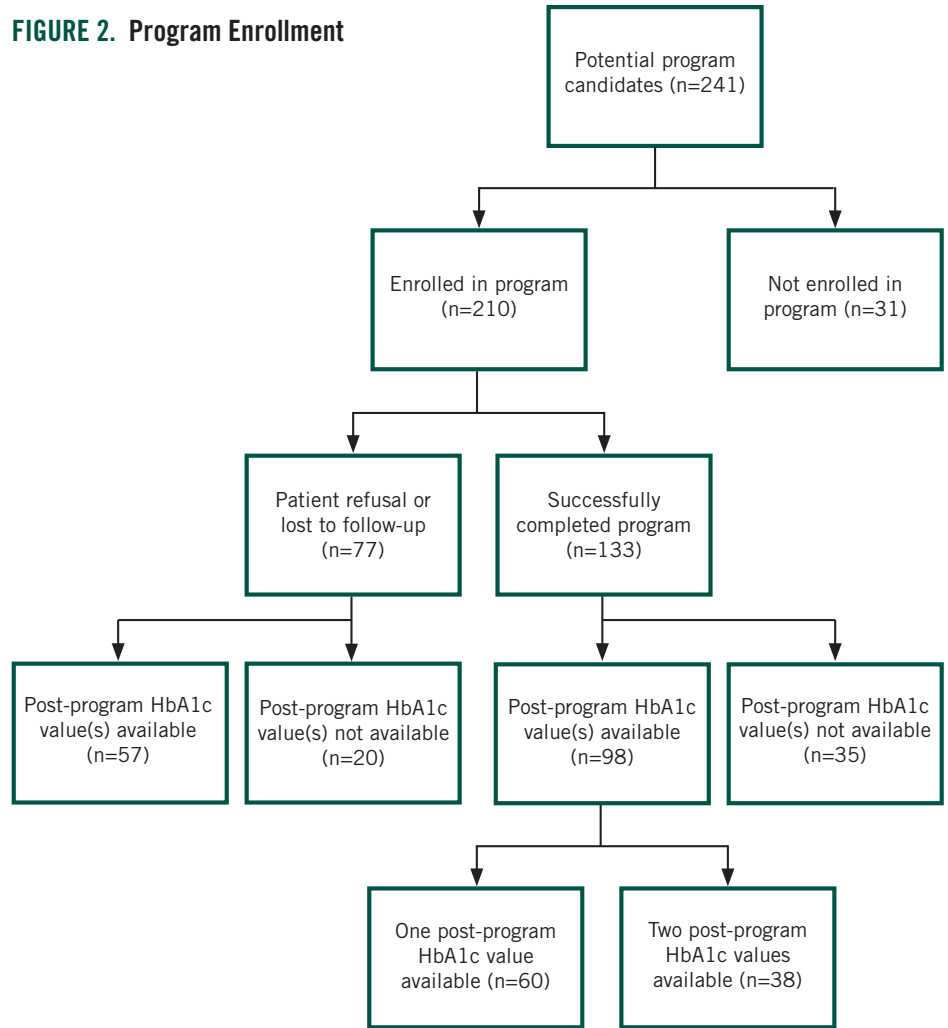 FIGURE 2. Program Enrollment
Potential program
candidates (n=241)
Enrolled in program
(n=210)
Not enrolled in
program (n=31)
Patient refusal or
lost to follow-up
(n=77)
Successfully
completed program
(n=133)
Post-program HbA1c
value(s) available
(n=57)
Post-program HbA1c
value(s) not available
(n=20)
Post-program HbA1c
value(s) available
(n=98)
Post-program HbA1c
value(s) not available
(n=35)
One post-program
HbA1c value
available (n=60)
Two post-program
HbA1c values
available (n=38)